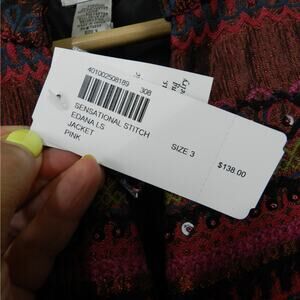 401002508189 308
SENSATIONAL STITCH
EDANA LS
JACKET
PINK
SIZE 3
$138.00